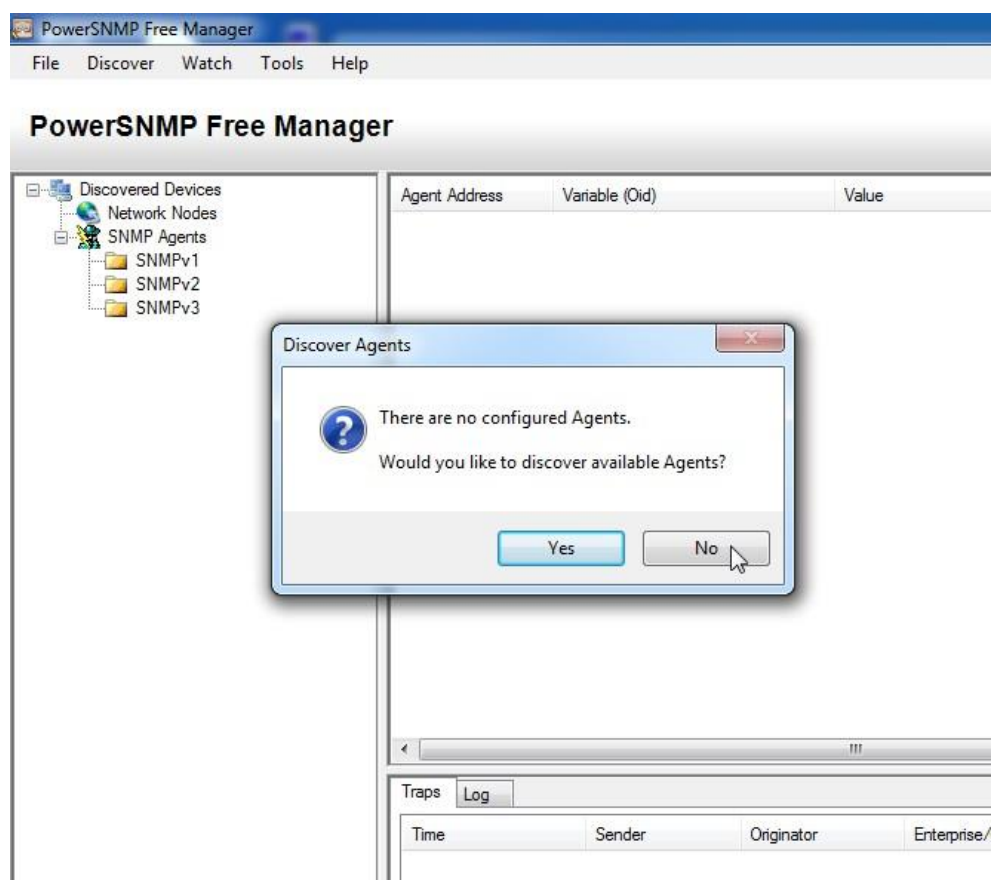 PowerSNMP Free Manager
File Discover Watch Tools Help
PowerSNMP Free Manager
Discovered Devices
Network Nodes
SNMP Agents
SNMPv1
SNMPv2
SNMPv3
Agent Address Variable (Oid) Value
Discover Agents
There are no configured Agents.
Would you like to discover available Agents?
Yes No
Traps Log
Time Sender Originator Enterprise/